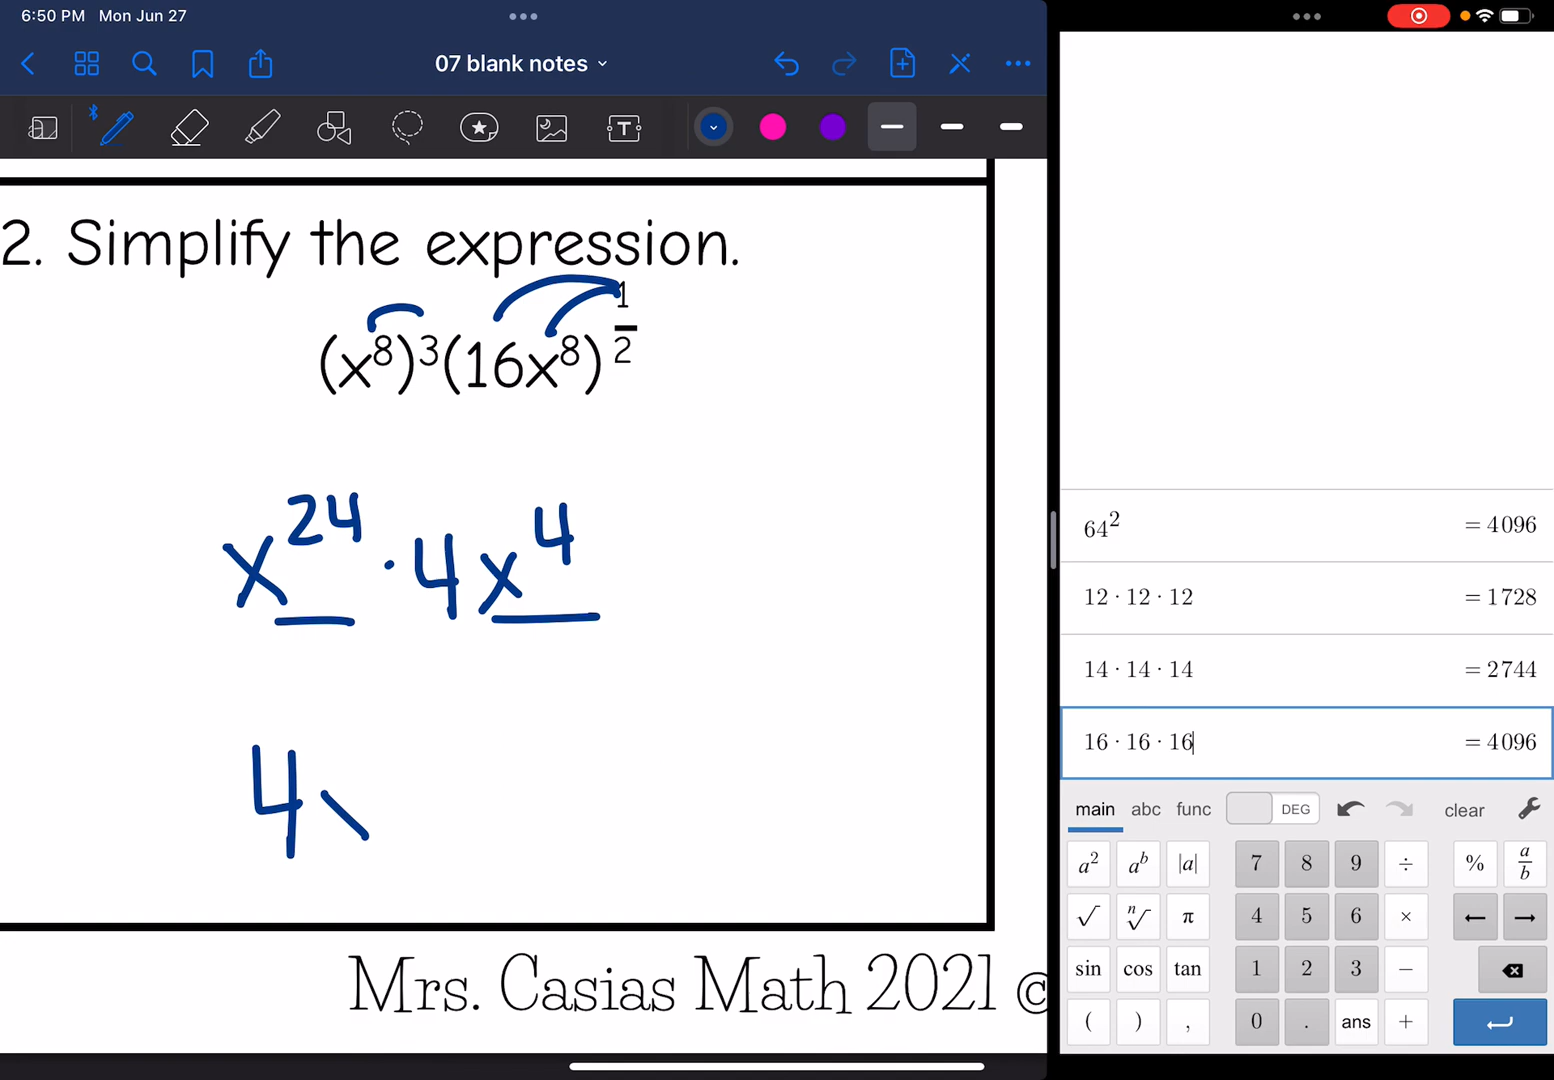 6:50 PM Mon Jun 27
07 blank notes
T
2. Simplify the expression.
(x⁸)³(16x⁸)^(1/2)
x²⁴ · 4x⁴
4
Mrs. Casias Math 2021 ©
64² = 4096
12 · 12 · 12 = 1728
14 · 14 · 14 = 2744
16 · 16 · 16 = 4096
main abc func DEG clear
a² aᵇ |a| 7 8 9 ÷ % a/b
√ ⁿ√ π 4 5 6 × ← →
sin cos tan 1 2 3 −
( ) , 0 . ans +